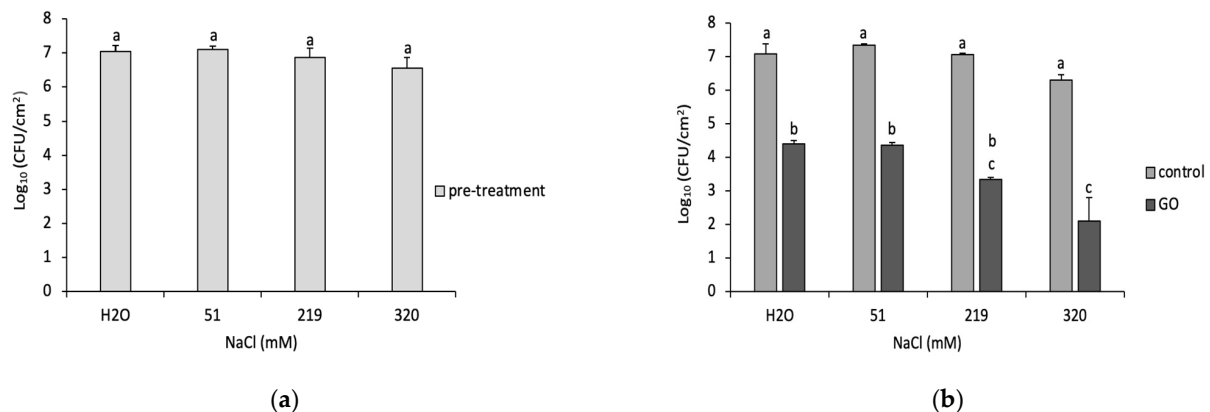 8
7
6
5
4
3
2
1
0
Log₁₀ (CFU/cm²)
a
a
a
a
H2O
51
219
320
NaCl (mM)
pre-treatment
(a)
8
7
6
5
4
3
2
1
0
Log₁₀ (CFU/cm²)
a
a
a
a
b
b
b
c
c
H2O
51
219
320
NaCl (mM)
control
GO
(b)